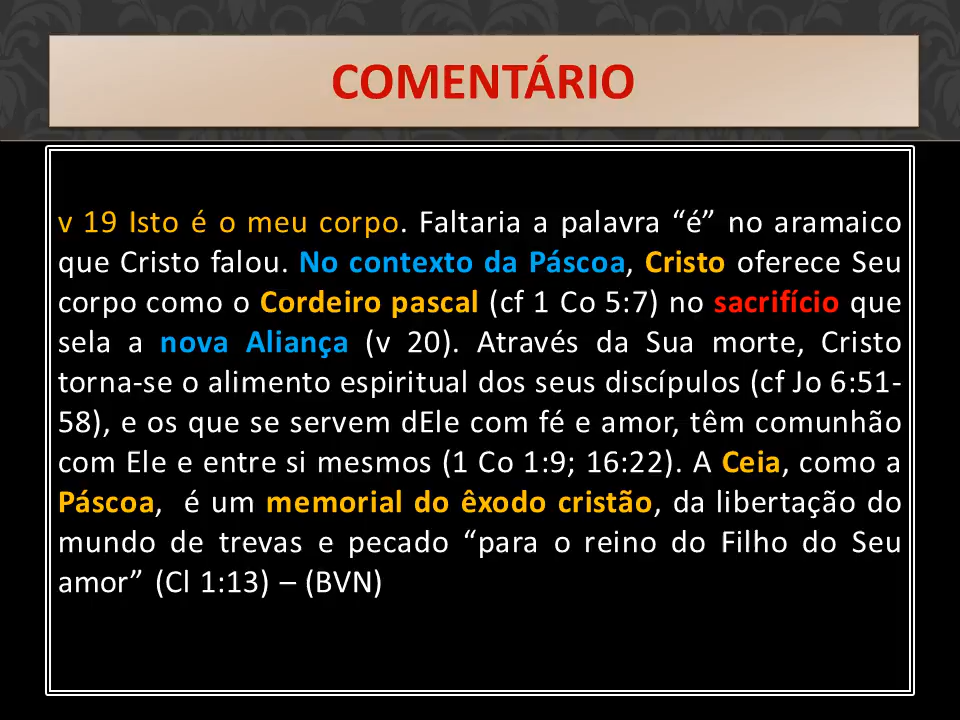 COMENTÁRIO
v 19 Isto é o meu corpo. Faltaria a palavra “é” no aramaico
que Cristo falou. No contexto da Páscoa, Cristo oferece Seu
corpo como o Cordeiro pascal (cf 1 Co 5:7) no sacrifício que
sela a nova Aliança (v 20). Através da Sua morte, Cristo
torna-se o alimento espiritual dos seus discípulos (cf Jo 6:51-
58), e os que se servem dEle com fé e amor, têm comunhão
com Ele e entre si mesmos (1 Co 1:9; 16:22). A Ceia, como a
Páscoa, é um memorial do êxodo cristão, da libertação do
mundo de trevas e pecado “para o reino do Filho do Seu
amor” (Cl 1:13) – (BVN)